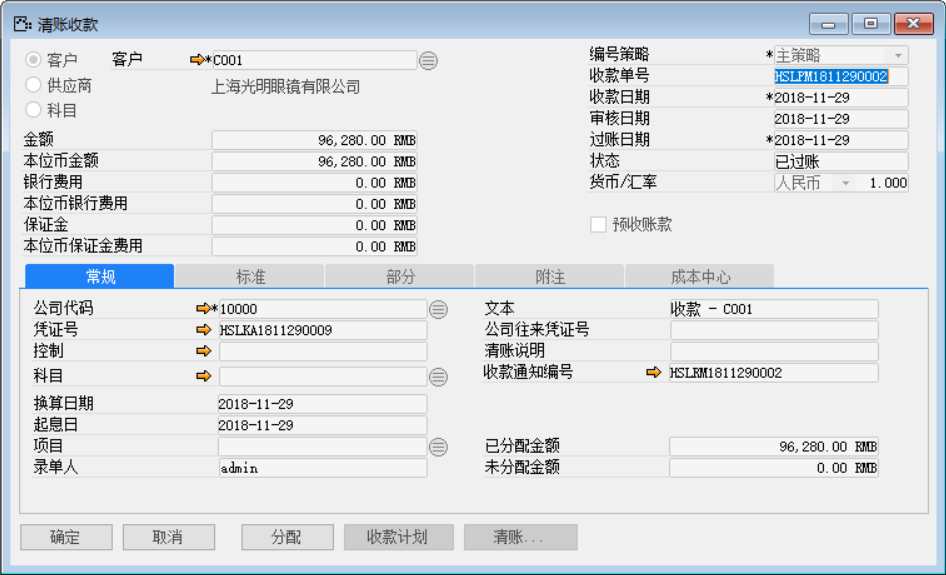 清账收款
客户 客户 *C001
供应商 上海光明眼镜有限公司
科目
编号策略 *主策略
收款单号 HSLPM1811290002
收款日期 *2018-11-29
审核日期 2018-11-29
过账日期 *2018-11-29
状态 已过账
货币/汇率 人民币 1.000
预收账款
金额 96,280.00 RMB
本位币金额 96,280.00 RMB
银行费用 0.00 RMB
本位币银行费用 0.00 RMB
保证金 0.00 RMB
本位币保证金费用 0.00 RMB
常规 标准 部分 附注 成本中心
公司代码 *10000
凭证号 HSLKA1811290009
控制
科目
换算日期 2018-11-29
起息日 2018-11-29
项目
录单人 admin
文本 收款 - C001
公司往来凭证号
清账说明
收款通知编号 HSLRM1811290002
已分配金额 96,280.00 RMB
未分配金额 0.00 RMB
确定 取消 分配 收款计划 清账...